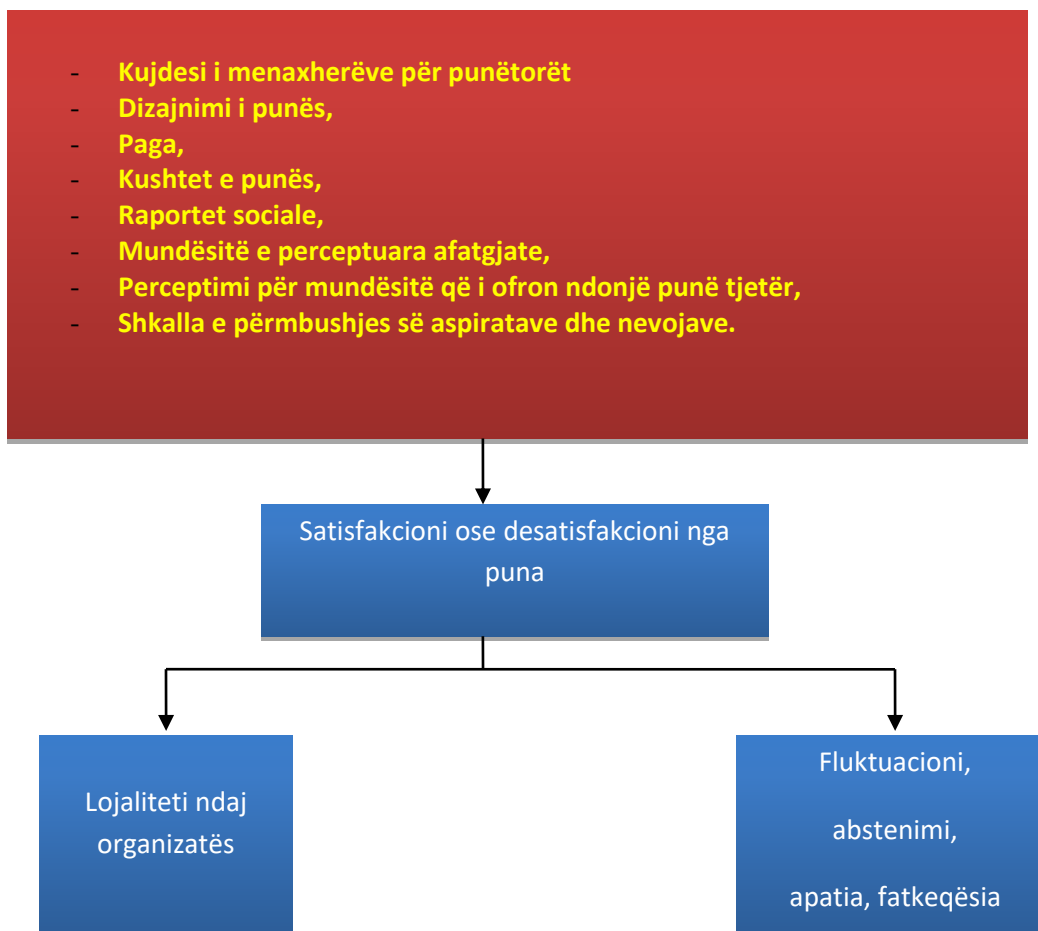 - Kujdesi i menaxherëve për punëtorët
- Dizajnimi i punës,
- Paga,
- Kushtet e punës,
- Raportet sociale,
- Mundësitë e perceptuara afatgjate,
- Perceptimi për mundësitë që i ofron ndonjë punë tjetër,
- Shkalla e përmbushjes së aspiratave dhe nevojave.
Satisfakcioni ose desatisfakcioni nga
puna
Lojaliteti ndaj
organizatës
Fluktuacioni,
abstenimi,
apatia, fatkeqësia